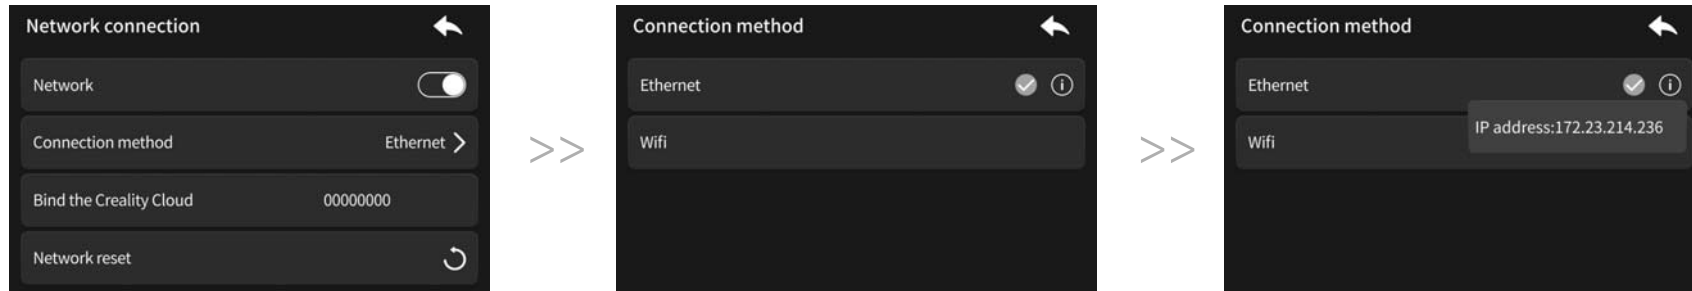 Network connection
Network
Connection method Ethernet >
Bind the Creality Cloud 00000000
Network reset
>>
Connection method
Ethernet
Wifi
>>
Connection method
Ethernet
IP address:172.23.214.236
Wifi